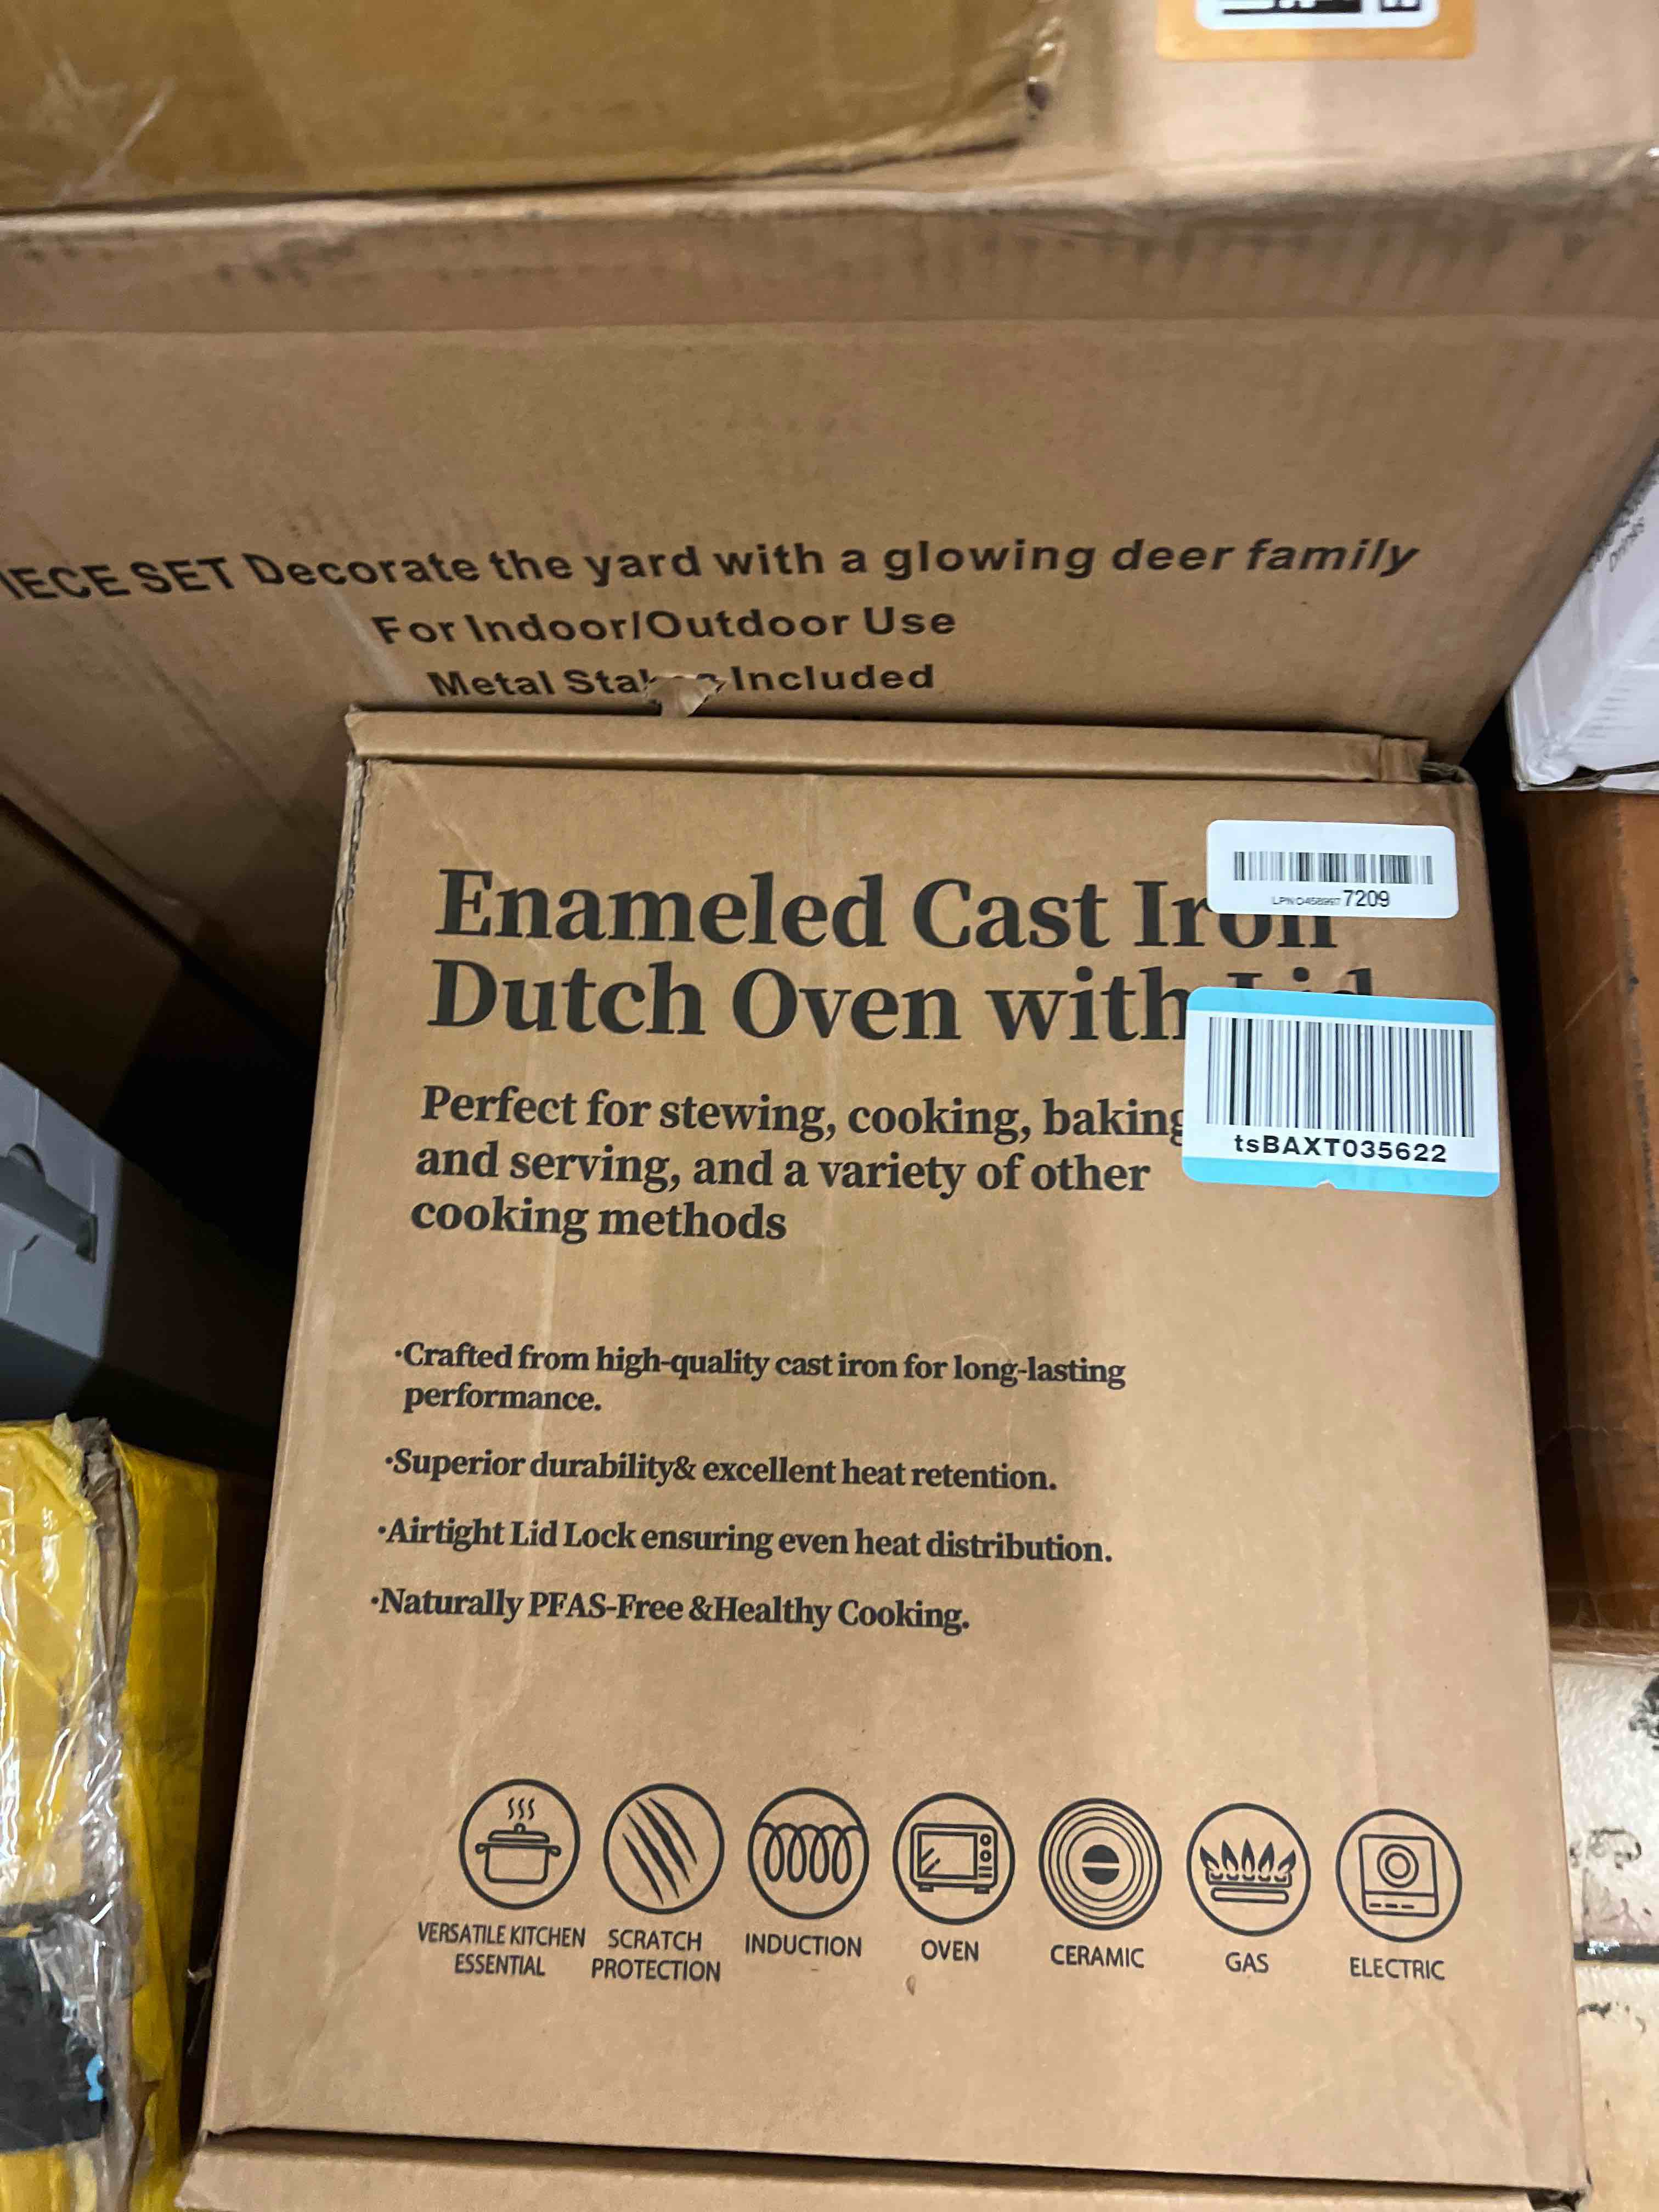 SET Decorate the yard with a glowing deer family
For Indoor/Outdoor Use
Metal Included
Enameled Cast Iron
7209
Dutch Oven with Lid
tsBAXT035622
Perfect for stewing, cooking, baking
and serving, and a variety of other
cooking methods
·Crafted from high-quality cast iron for long-lasting
performance.
·Superior durability& excellent heat retention.
·Airtight Lid Lock ensuring even heat distribution.
·Naturally PFAS-Free &Healthy Cooking.
VERSATILE KITCHEN
ESSENTIAL
SCRATCH
PROTECTION
INDUCTION
OVEN
CERAMIC
GAS
ELECTRIC